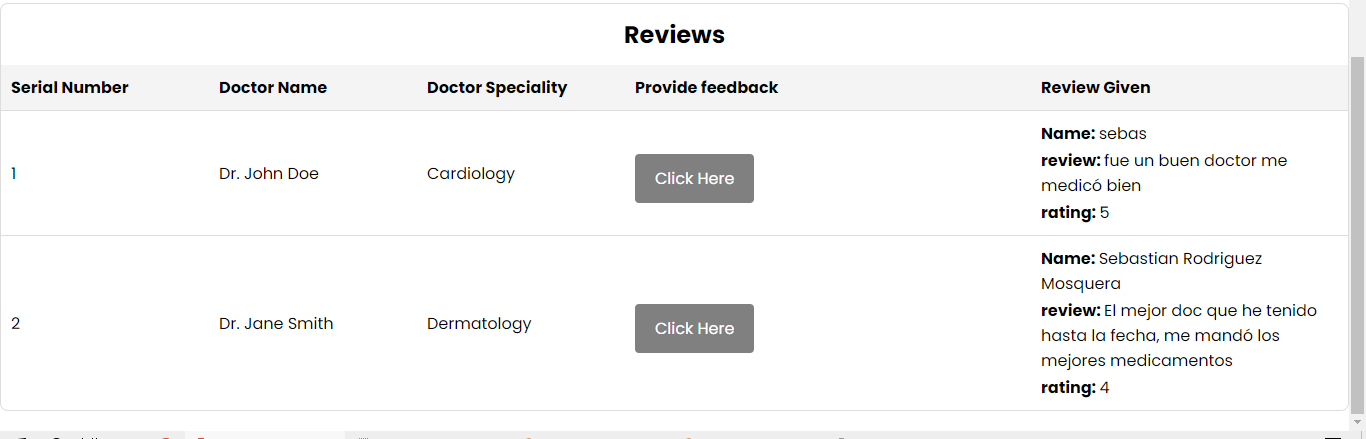 Reviews
Serial Number Doctor Name Doctor Speciality Provide feedback Review Given
1 Dr. John Doe Cardiology Click Here
Name: sebas
review: fue un buen doctor me
medicó bien
rating: 5
2 Dr. Jane Smith Dermatology Click Here
Name: Sebastian Rodriguez
Mosquera
review: El mejor doc que he tenido
hasta la fecha, me mandó los
mejores medicamentos
rating: 4